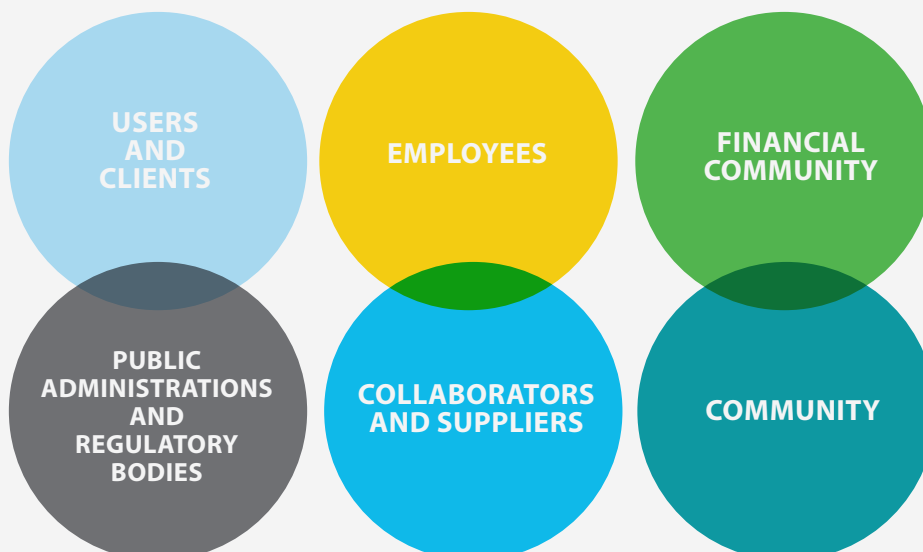 USERS
AND
CLIENTS
EMPLOYEES
FINANCIAL
COMMUNITY
PUBLIC
ADMINISTRATIONS
AND
REGULATORY
BODIES
COLLABORATORS
AND SUPPLIERS
COMMUNITY